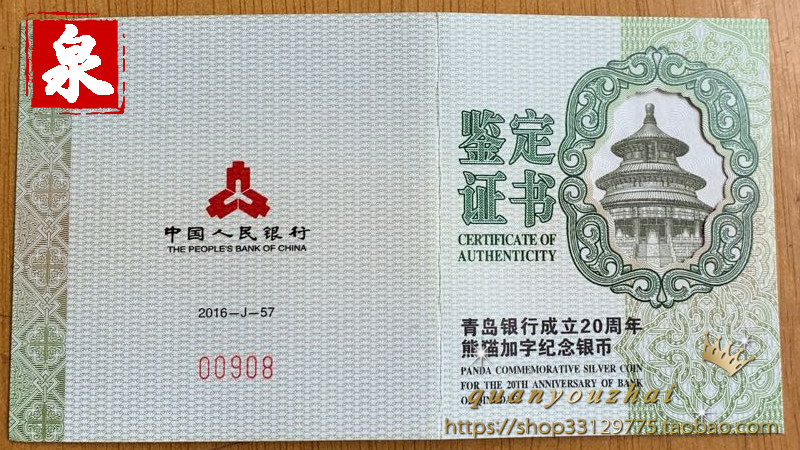 泉
中国人民银行
THE PEOPLE'S BANK OF CHINA
2016-J-57
00908
鉴定
证书
CERTIFICATE OF
AUTHENTICITY
青岛银行成立20周年
熊猫加字纪念银币
PANDA COMMEMORATIVE SILVER COIN
FOR THE 20TH ANNIVERSARY OF BANK
quanyouzhai
https://shop33129775.taobao.com